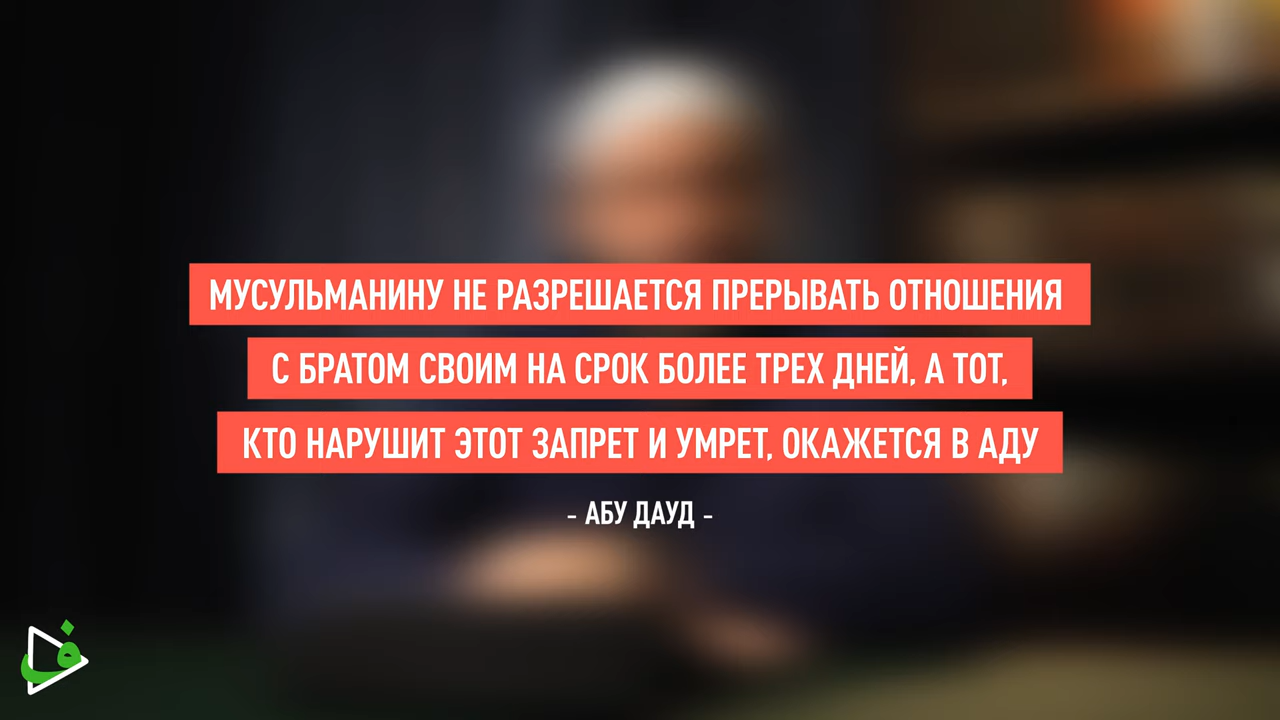 МУСУЛЬМАНИНУ НЕ РАЗРЕШАЕТСЯ ПРЕРЫВАТЬ ОТНОШЕНИЯ
С БРАТОМ СВОИМ НА СРОК БОЛЕЕ ТРЕХ ДНЕЙ, А ТОТ,
КТО НАРУШИТ ЭТОТ ЗАПРЕТ И УМРЕТ, ОКАЖЕТСЯ В АДУ
- АБУ ДАУД -
ف